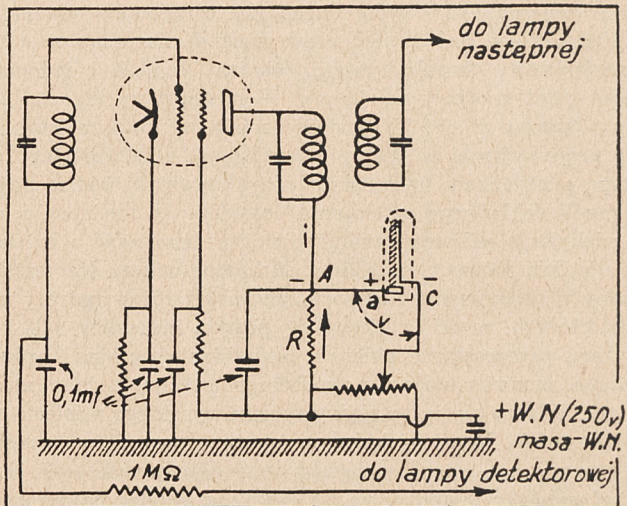 do lampy
następnej
i
- A + - C
a
V
R
0,1mf
+W.N (250v)
masa-W.N.
1MΩ
do lampy detektorowej